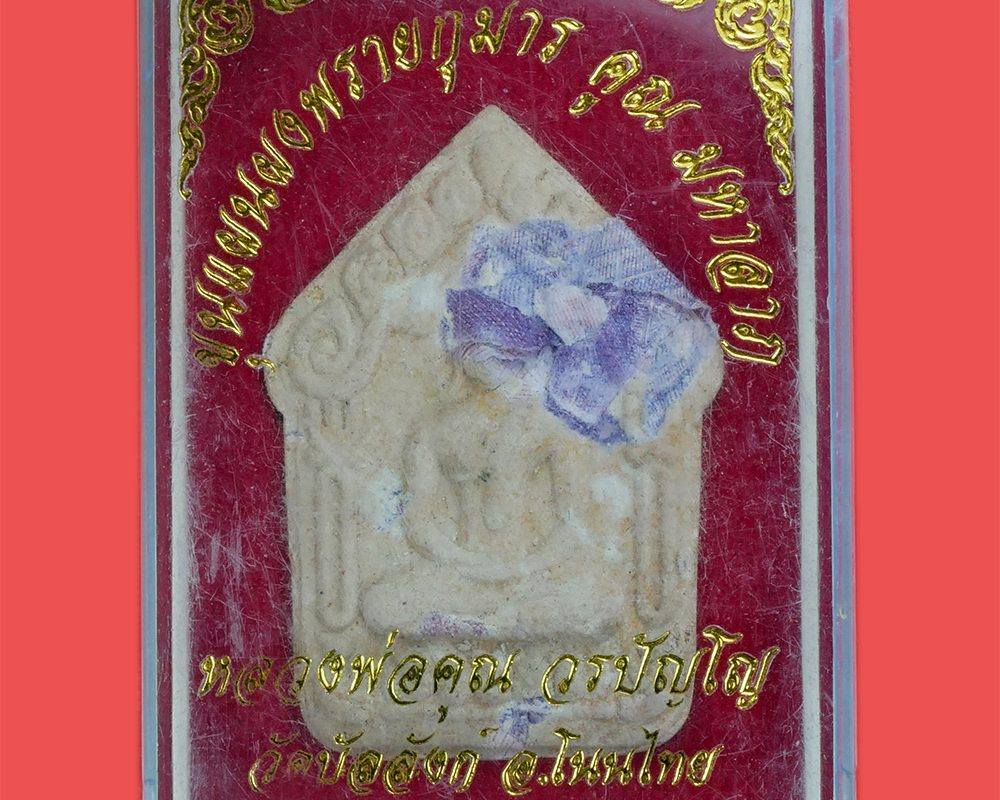 ขุนแผนผงพรายกุมาร คูณ มหาลาภ
หลวงพ่อคูณ วรปัญโญ
วัดบัลลังก์ อ.โนนไทย